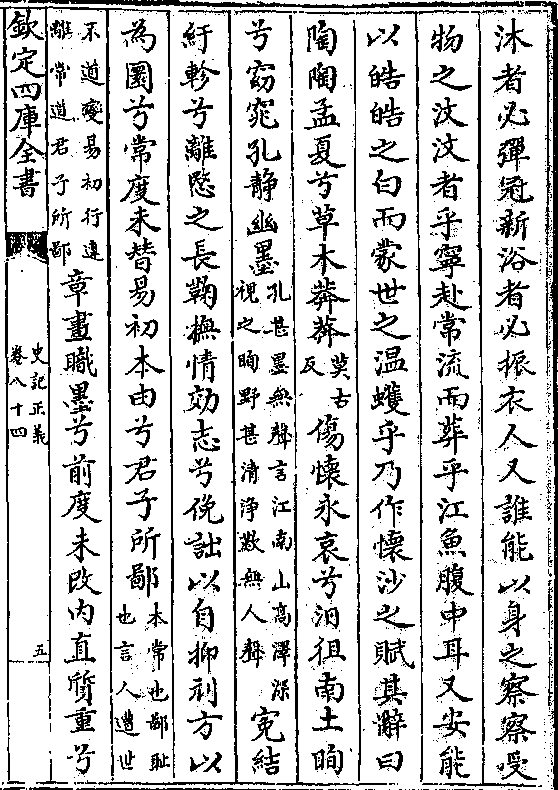 沐者必彈冠新浴者必振衣人又誰能以身之察察受
物之汶汶者乎寧赴常流而葬乎江魚腹中耳又安能
以皓皓之白而蒙世之温蠖乎乃作懷沙之賦其辭曰
陶陶孟夏兮草木莽莽莫古反傷懷永哀兮汩徂南土眴
兮窈窕孔静幽墨孔甚墨無聲言江南山高澤深視之眴野甚清浄歎無人聲寃結
紆軫兮離愍之長鞠撫情効志兮俛詘以自抑刓方以
為圜兮常度未替易初本由兮君子所鄙本常也鄙耻也言人遭世
不道變易初行違離常道君子所鄙章畫職墨兮前度未改内直質重兮
欽定四庫全書
史記正義
卷八十四
五